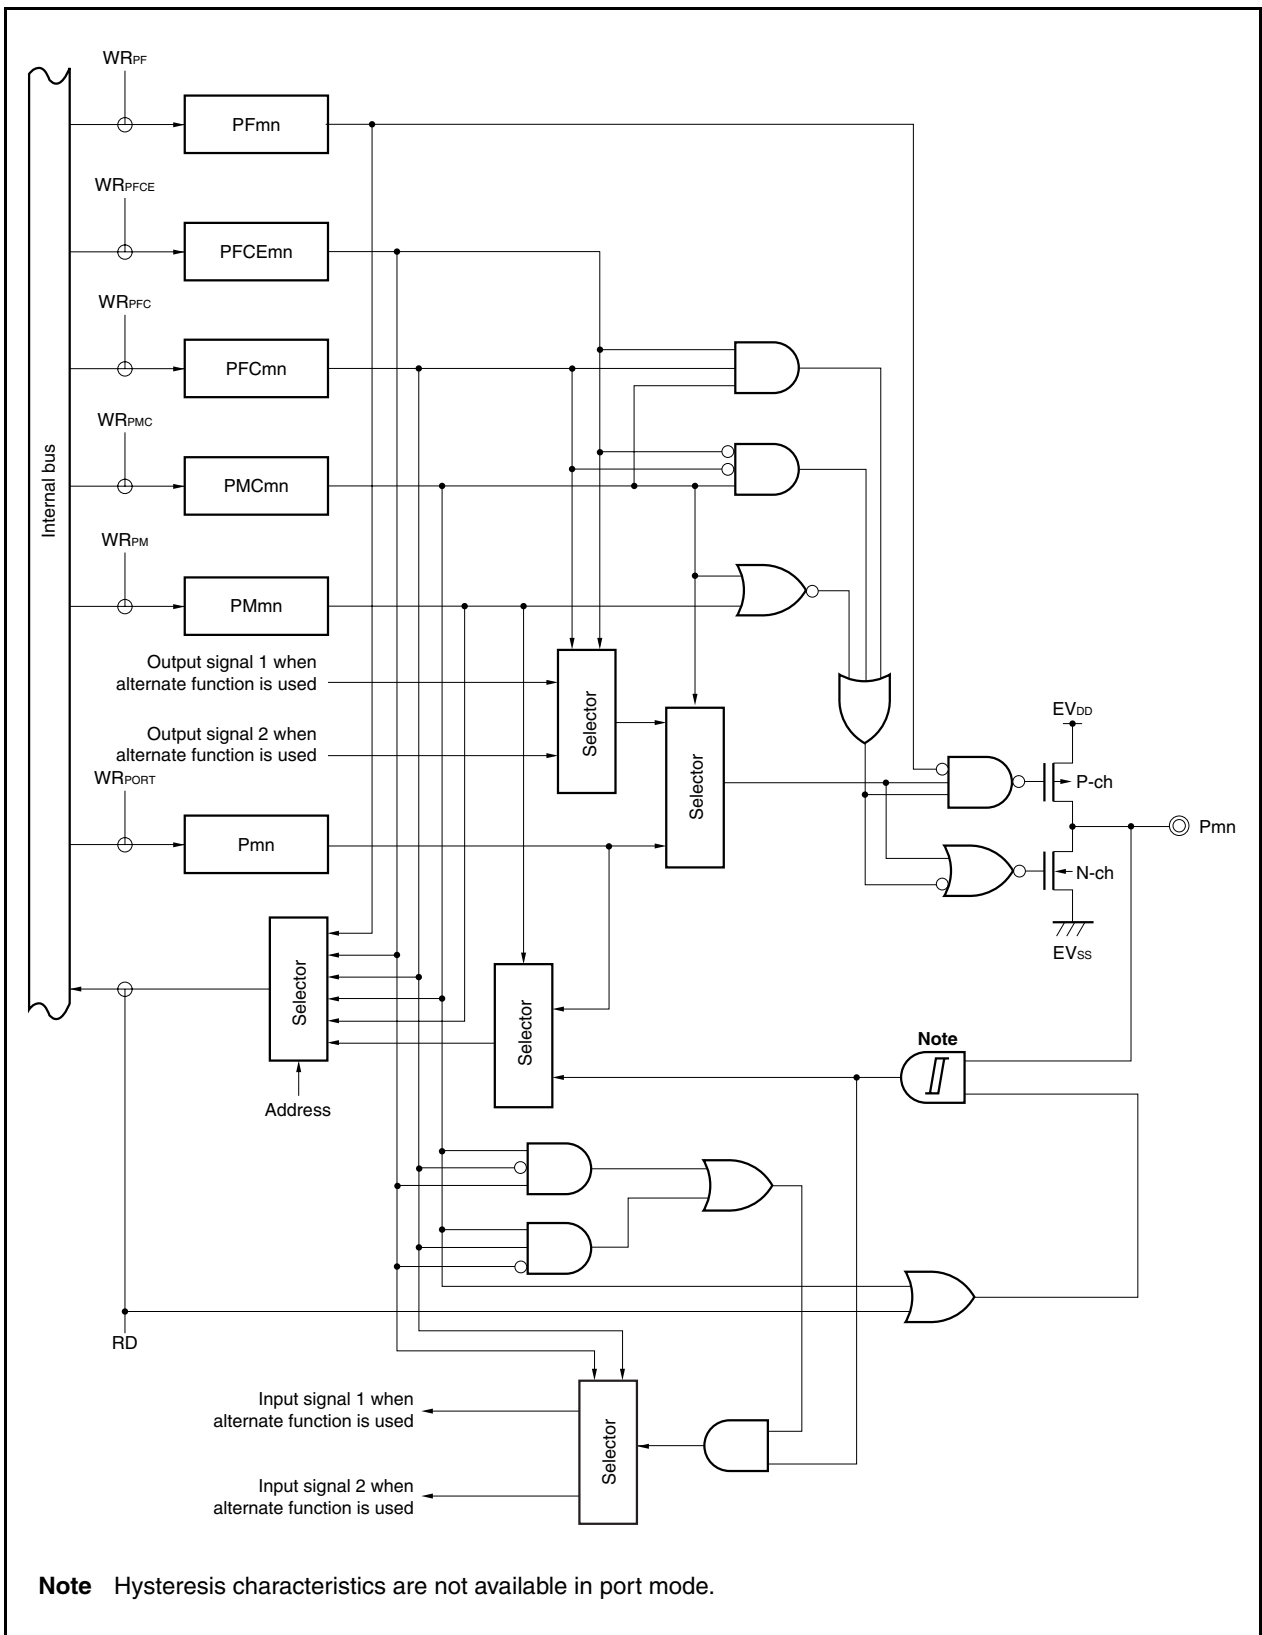 WRPF
PFmn
WRPFCE
PFCEmn
WRPFC
PFCmn
WRPMC
PMCmn
Internal bus
WRPM
PMmn
Output signal 1 when
alternate function is used
Output signal 2 when
alternate function is used
Selector
Selector
WRPORT
Pmn
EVDD
P-ch
Pmn
N-ch
EVSS
Selector
Selector
Address
Note
RD
Input signal 1 when
alternate function is used
Input signal 2 when
alternate function is used
Selector
Note Hysteresis characteristics are not available in port mode.